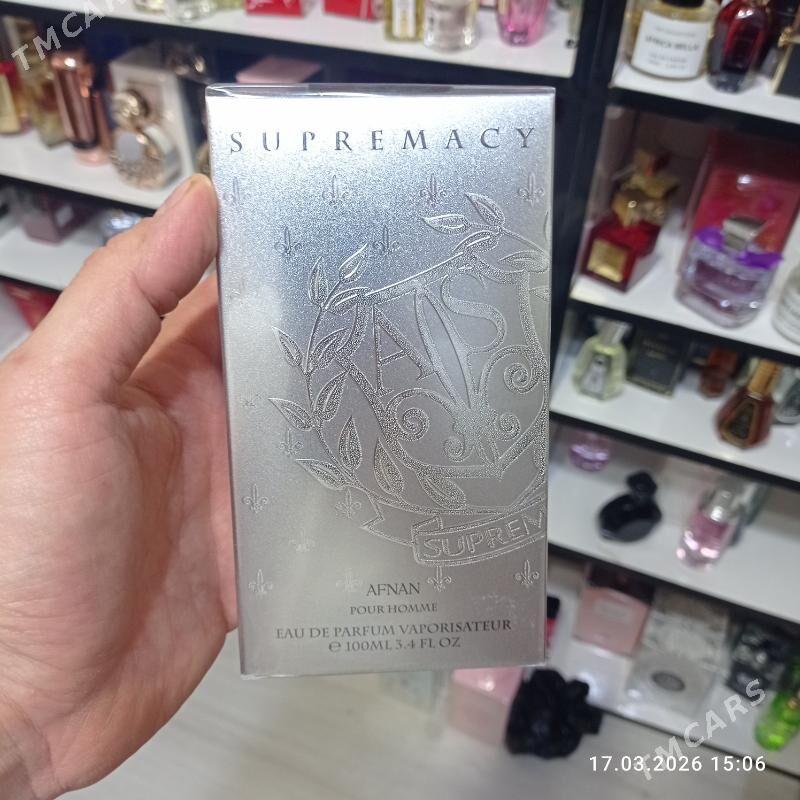 TMCARS
SUPREMACY
AS
SUPREM
AFNAN
POUR HOMME
EAU DE PARFUM VAPORISATEUR
℮ 100ML 3.4 FL OZ
TMCARS
17.03.2026 15:06